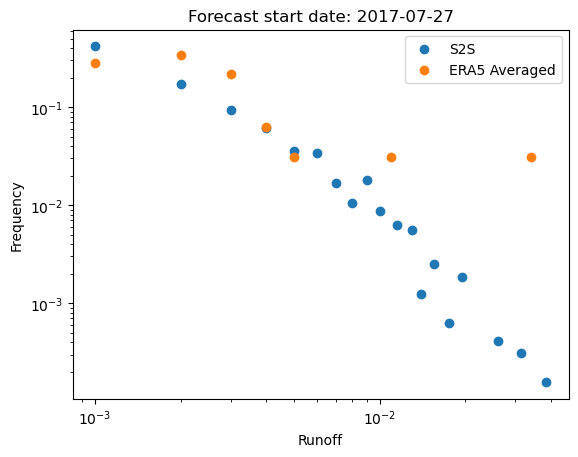 Forecast start date: 2017-07-27
S2S
ERA5 Averaged
Frequency
10⁻¹
10⁻²
10⁻³
10⁻³
10⁻²
Runoff